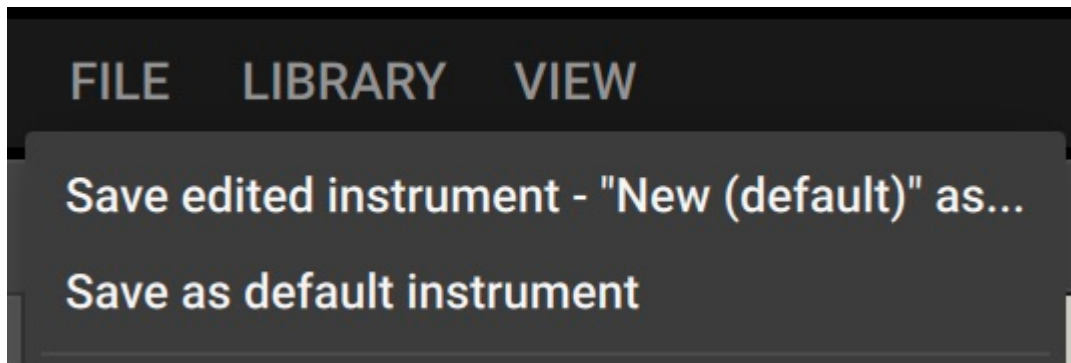 FILE LIBRARY VIEW
Save edited instrument - "New (default)" as...
Save as default instrument